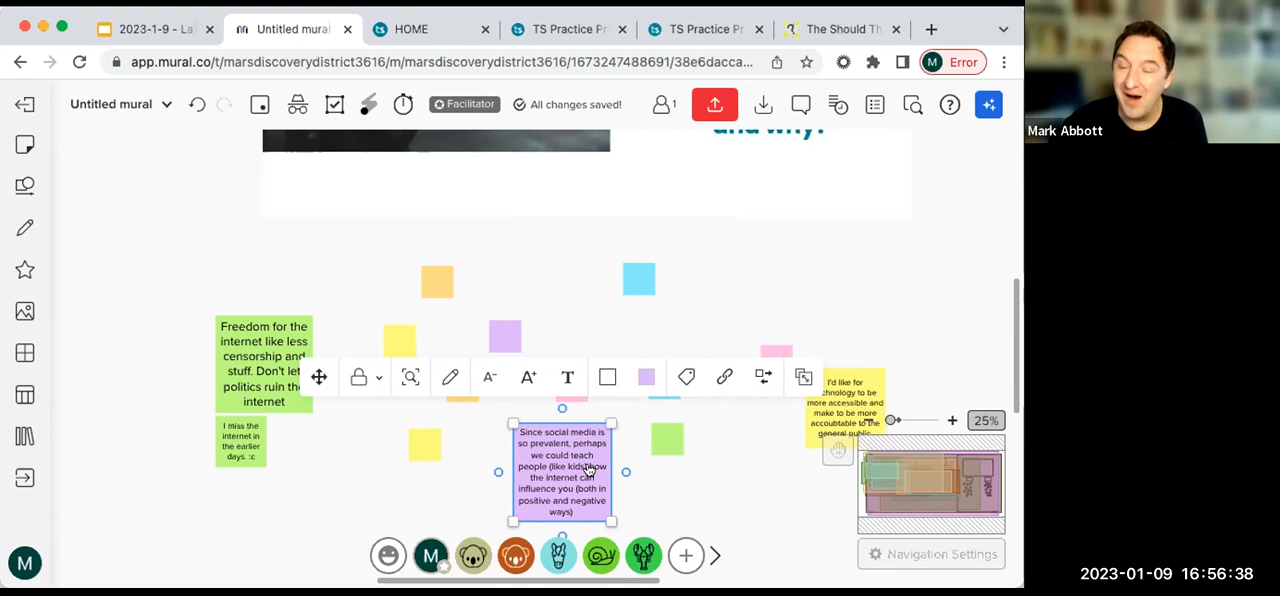 2023-1-9 - La
Untitled mural
HOME
TS Practice Pr
TS Practice Pr
The Should Th
app.mural.co/t/marsdiscoverydistrict3616/m/marsdiscoverydistrict3616/1673247488691/38e6dacca...
M
Error
Untitled mural
Facilitator
All changes saved!
1
Mark Abbott
and why?
Freedom for the
internet like less
censorship and
stuff. Don't let
politics ruin the
internet
I miss the
internet in
the earlier
days. :c
A-
A+
T
I'd like for
technology to be
more accessible and
make to be more
accoubtable to the
general public.
25%
Since social media is
so prevalent, perhaps
we could teach
people (like kids) how
the internet can
influence you (both in
positive and negative
ways)
M
M
Navigation Settings
2023-01-09 16:56:38